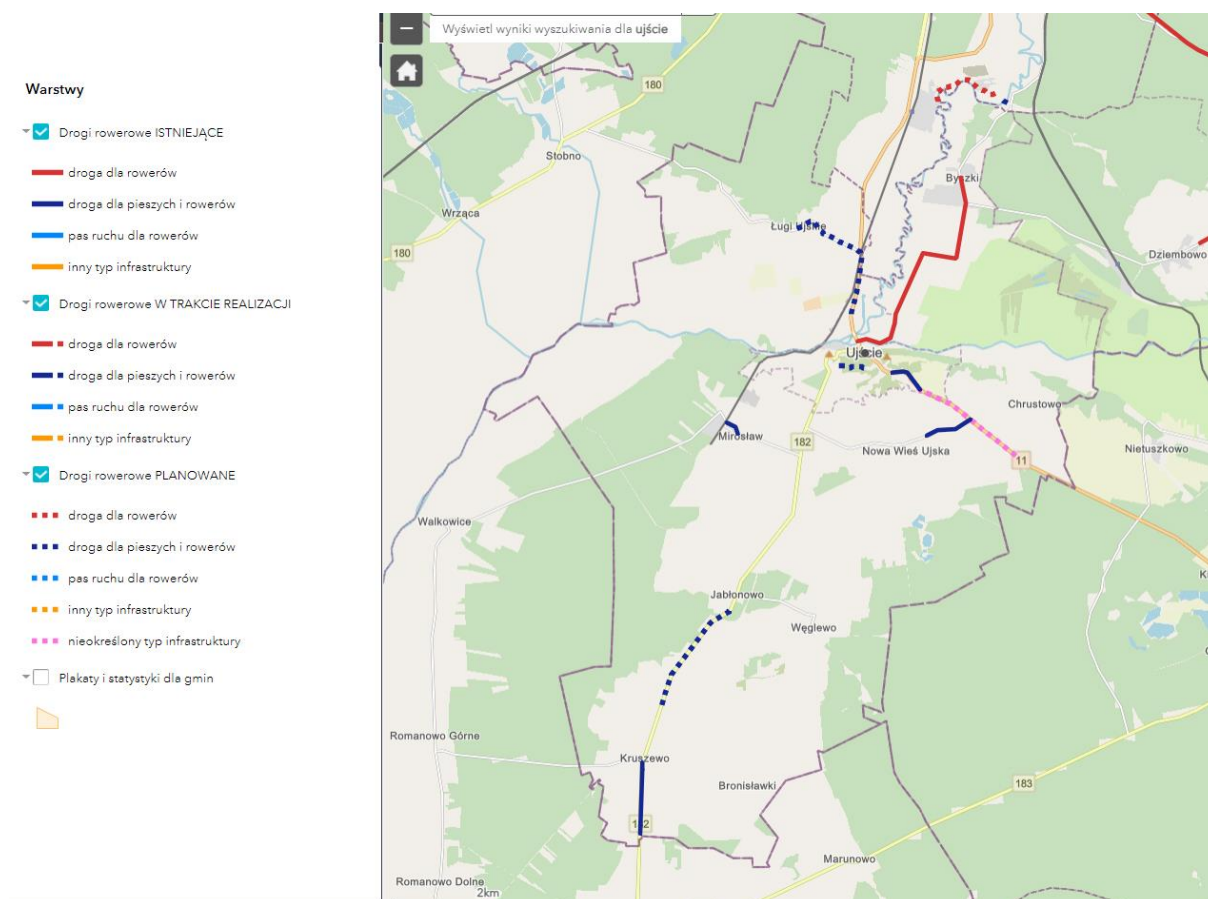 Wyświetl wyniki wyszukiwania dla ujście
Warstwy
Drogi rowerowe ISTNIEJĄCE
droga dla rowerów
droga dla pieszych i rowerów
pas ruchu dla rowerów
inny typ infrastruktury
Drogi rowerowe W TRAKCIE REALIZACJI
droga dla rowerów
droga dla pieszych i rowerów
pas ruchu dla rowerów
inny typ infrastruktury
Drogi rowerowe PLANOWANE
droga dla rowerów
droga dla pieszych i rowerów
pas ruchu dla rowerów
inny typ infrastruktury
nieokreślony typ infrastruktury
Plakaty i statystyki dla gmin
180
Stobno
Byszki
Wrząca
Ługi Ujskie
180
Dziembowo
Ujście
Chrustowo
Mirosław
182
Nowa Wieś Ujska
Nietuszkowo
11
Walkowice
Jabłonowo
Węglewo
Romanowo Górne
Kruszewo
Bronisławki
183
182
Marunowo
Romanowo Dolne
2km